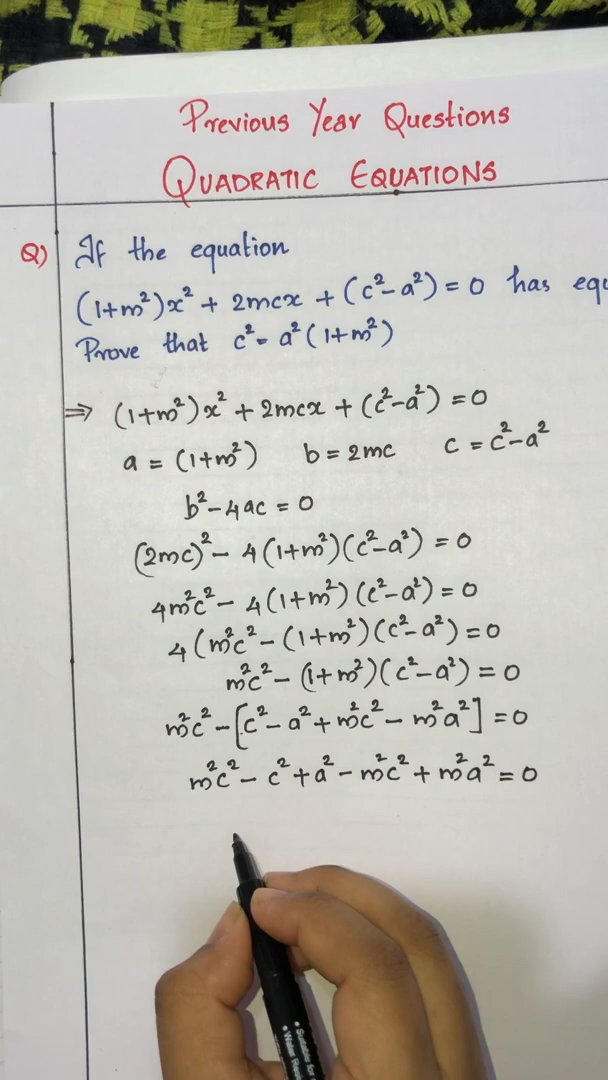 Previous Year Questions
QUADRATIC EQUATIONS
Q) If the equation
(1+m²)x² + 2mcx + (c²-a²) = 0 has
Prove that c² = a² (1+m²)
⇒ (1+m²)x² + 2mcx + (c²-a²) = 0
a = (1+m²) b = 2mc c = c²-a²
b²-4ac = 0
(2mc)² - 4(1+m²)(c²-a²) = 0
4m²c² - 4(1+m²)(c²-a²) = 0
4(m²c² - (1+m²)(c²-a²) = 0
m²c² - (1+m²)(c²-a²) = 0
m²c² - [c² - a² + m²c² - m²a²] = 0
m²c² - c² + a² - m²c² + m²a² = 0
• Suitable for